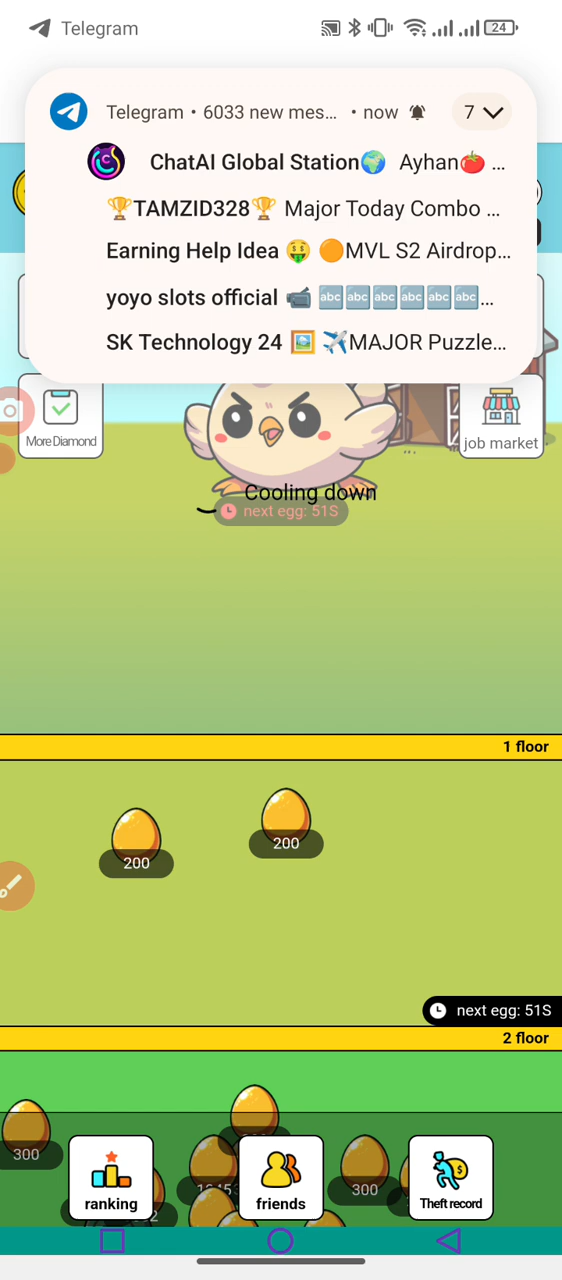 Telegram
24
Telegram • 6033 new mes... • now
7
ChatAI Global Station🌍 Ayhan🍅 ...
🏆TAMZID328🏆 Major Today Combo ...
Earning Help Idea 🤑 🟠MVL S2 Airdrop...
yoyo slots official 📹 🔤🔤🔤🔤🔤🔤...
SK Technology 24 🖼️ ✈️MAJOR Puzzle...
More Diamond
job market
Cooling down
next egg: 51S
1 floor
200
200
next egg: 51S
2 floor
300
300
ranking
friends
Theft record